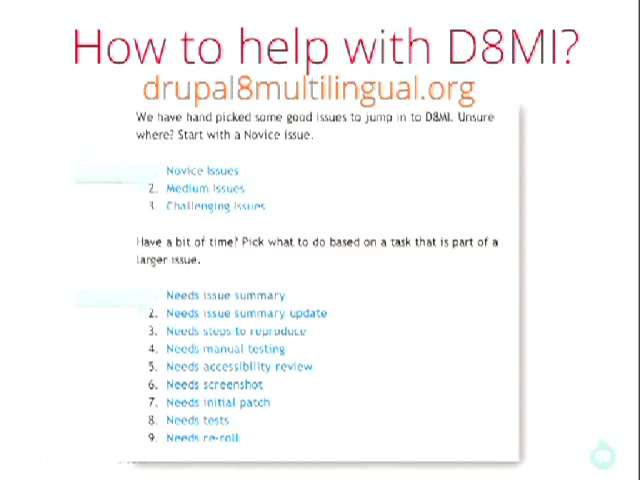 How to help with D8MI?
drupal8multilingual.org
We have hand picked some good issues to jump in to D8MI. Unsure
where? Start with a Novice issue.
Novice Issues
2. Medium Issues
3. Challenging Issues
Have a bit of time? Pick what to do based on a task that is part of a
larger issue.
Needs issue summary
2. Needs issue summary update
3. Needs steps to reproduce
4. Needs manual testing
5. Needs accessibility review
6. Needs screenshot
7. Needs initial patch
8. Needs tests
9. Needs re-roll